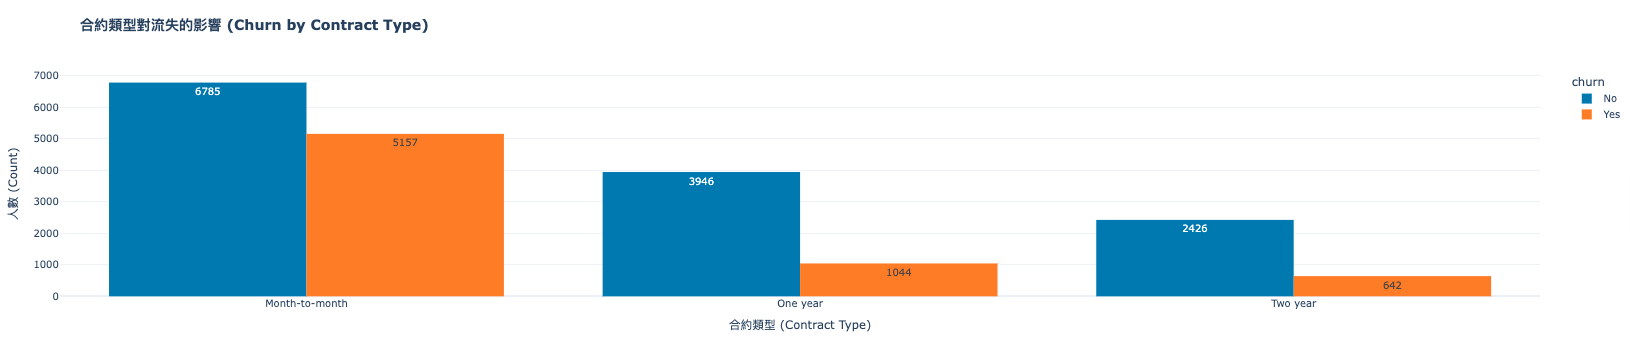 合約類型對流失的影響 (Churn by Contract Type)
人數 (Count)
7000
6000
5000
4000
3000
2000
1000
0
6785
5157
3946
1044
2426
642
Month-to-month
One year
Two year
合約類型 (Contract Type)
churn
No
Yes